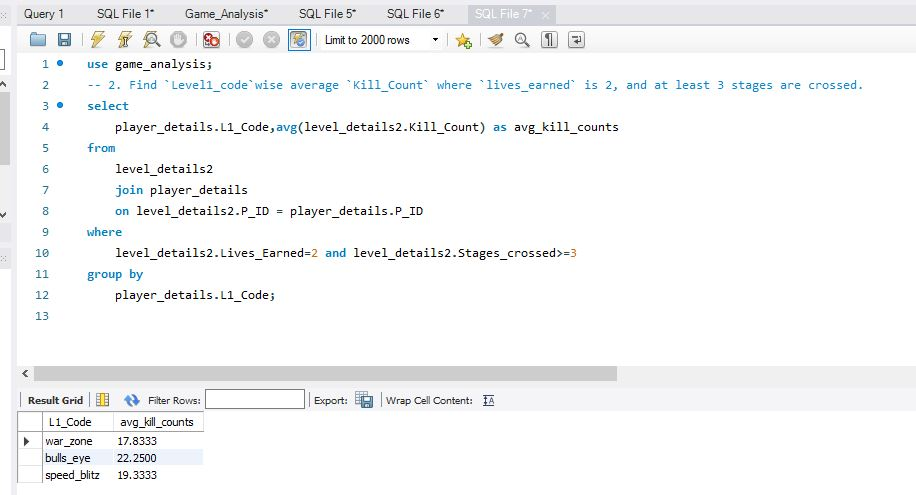 Query 1 SQL File 1* Game_Analysis* SQL File 5* SQL File 6* SQL File 7*
Limit to 2000 rows
1 use game_analysis;
2 -- 2. Find `Level1_code`wise average `Kill_Count` where `lives_earned` is 2, and at least 3 stages are crossed.
3 select
4 player_details.L1_Code,avg(level_details2.Kill_Count) as avg_kill_counts
5 from
6 level_details2
7 join player_details
8 on level_details2.P_ID = player_details.P_ID
9 where
10 level_details2.Lives_Earned=2 and level_details2.Stages_crossed>=3
11 group by
12 player_details.L1_Code;
13
Result Grid Filter Rows: Export: Wrap Cell Content: IA
L1_Code avg_kill_counts
war_zone 17.8333
bulls_eye 22.2500
speed_blitz 19.3333